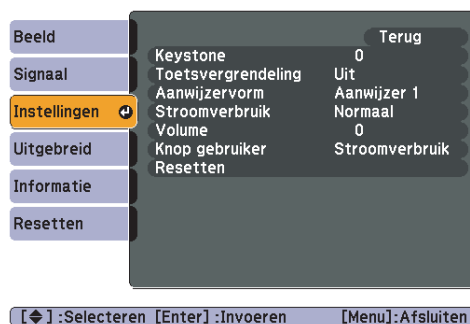 Beeld
Signaal
Instellingen
Uitgebreid
Informatie
Resetten
Terug
Keystone 0
Toetsvergrendeling Uit
Aanwijzervorm Aanwijzer 1
Stroomverbruik Normaal
Volume 0
Knop gebruiker Stroomverbruik
Resetten
[◆] :Selecteren [Enter] :Invoeren [Menu]:Afsluiten